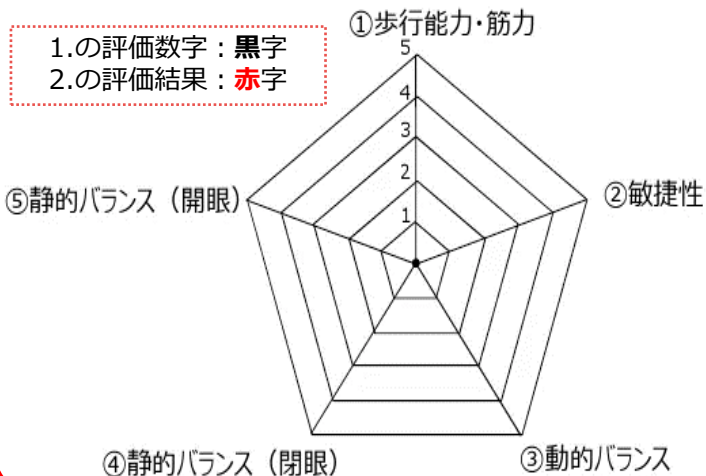 1.の評価数字：黒字
2.の評価結果：赤字
①歩行能力・筋力
5
4
3
2
1
②敏捷性
③動的バランス
④静的バランス（閉眼）
⑤静的バランス（開眼）